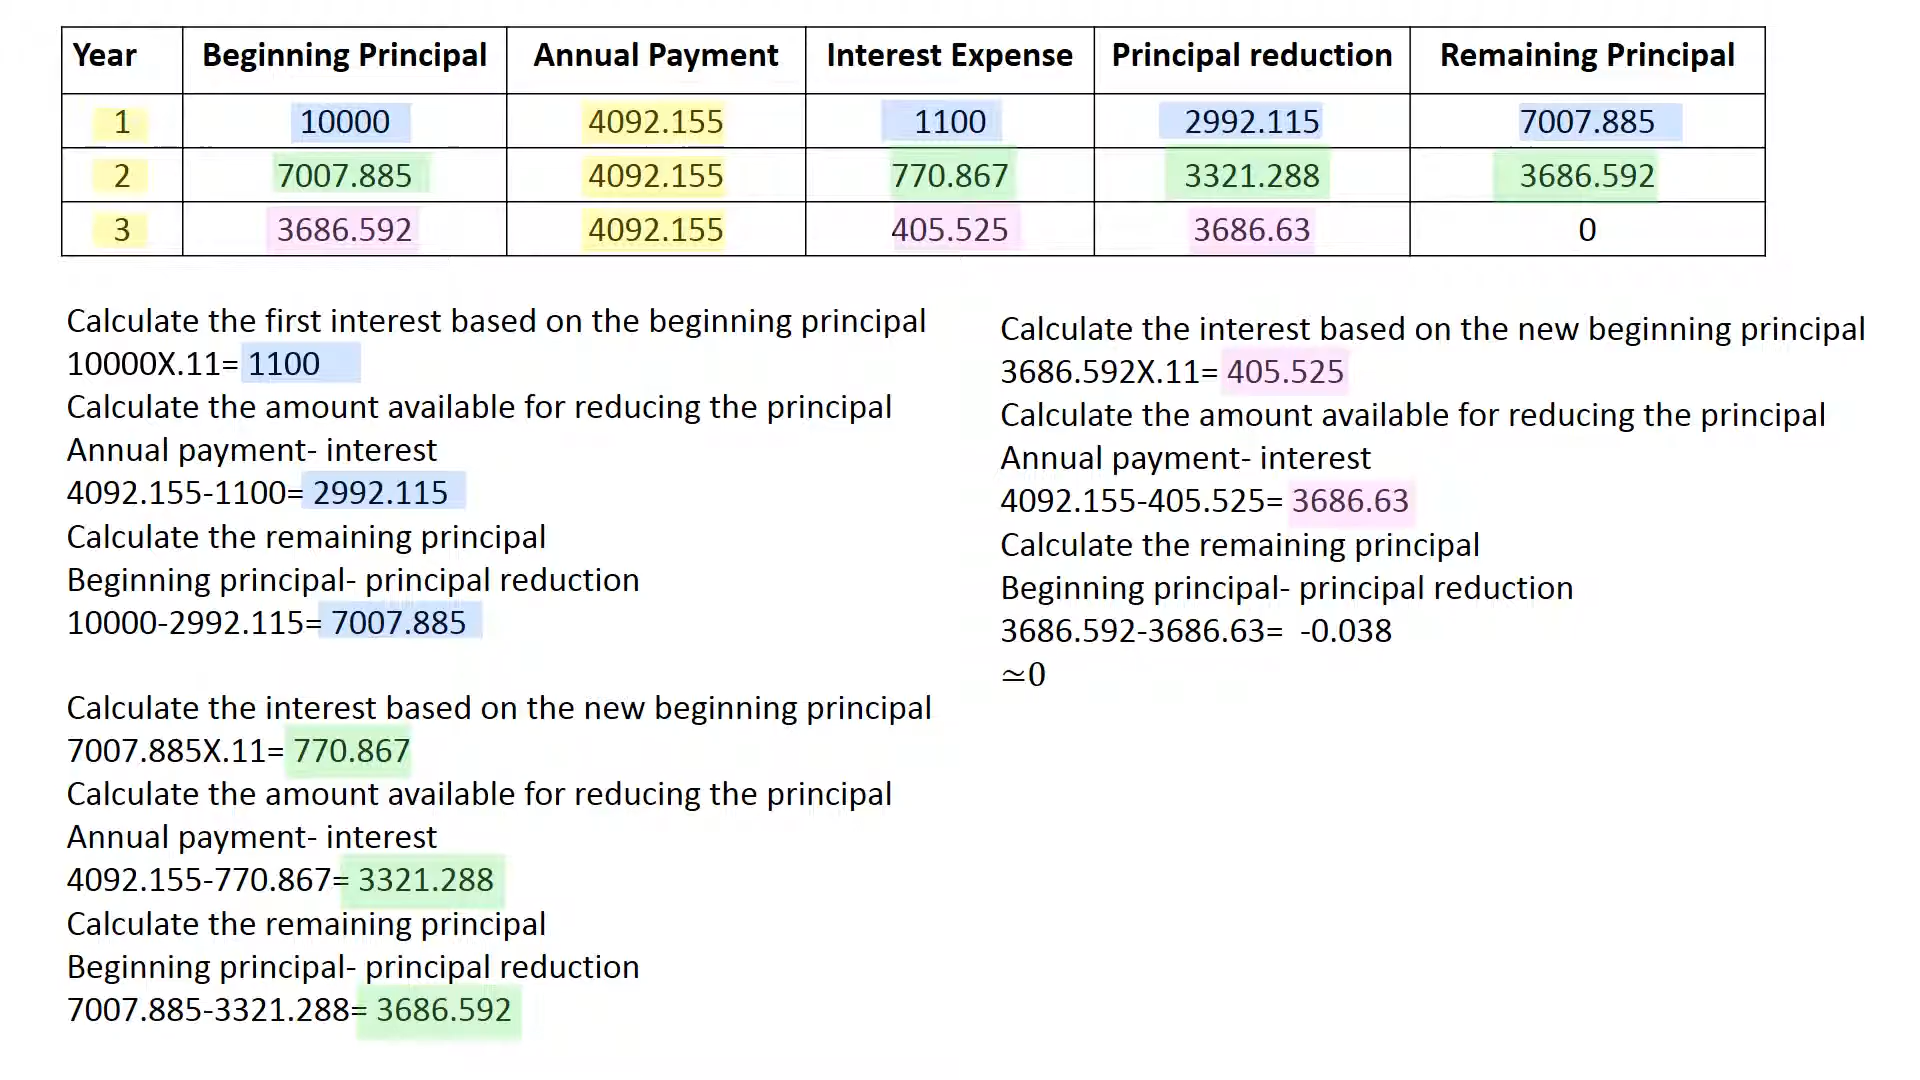 Year Beginning Principal Annual Payment Interest Expense Principal reduction Remaining Principal
1 10000 4092.155 1100 2992.115 7007.885
2 7007.885 4092.155 770.867 3321.288 3686.592
3 3686.592 4092.155 405.525 3686.63 0
Calculate the first interest based on the beginning principal
10000X.11= 1100
Calculate the amount available for reducing the principal
Annual payment- interest
4092.155-1100= 2992.115
Calculate the remaining principal
Beginning principal- principal reduction
10000-2992.115= 7007.885
Calculate the interest based on the new beginning principal
7007.885X.11= 770.867
Calculate the amount available for reducing the principal
Annual payment- interest
4092.155-770.867= 3321.288
Calculate the remaining principal
Beginning principal- principal reduction
7007.885-3321.288= 3686.592
Calculate the interest based on the new beginning principal
3686.592X.11= 405.525
Calculate the amount available for reducing the principal
Annual payment- interest
4092.155-405.525= 3686.63
Calculate the remaining principal
Beginning principal- principal reduction
3686.592-3686.63= -0.038
≃0